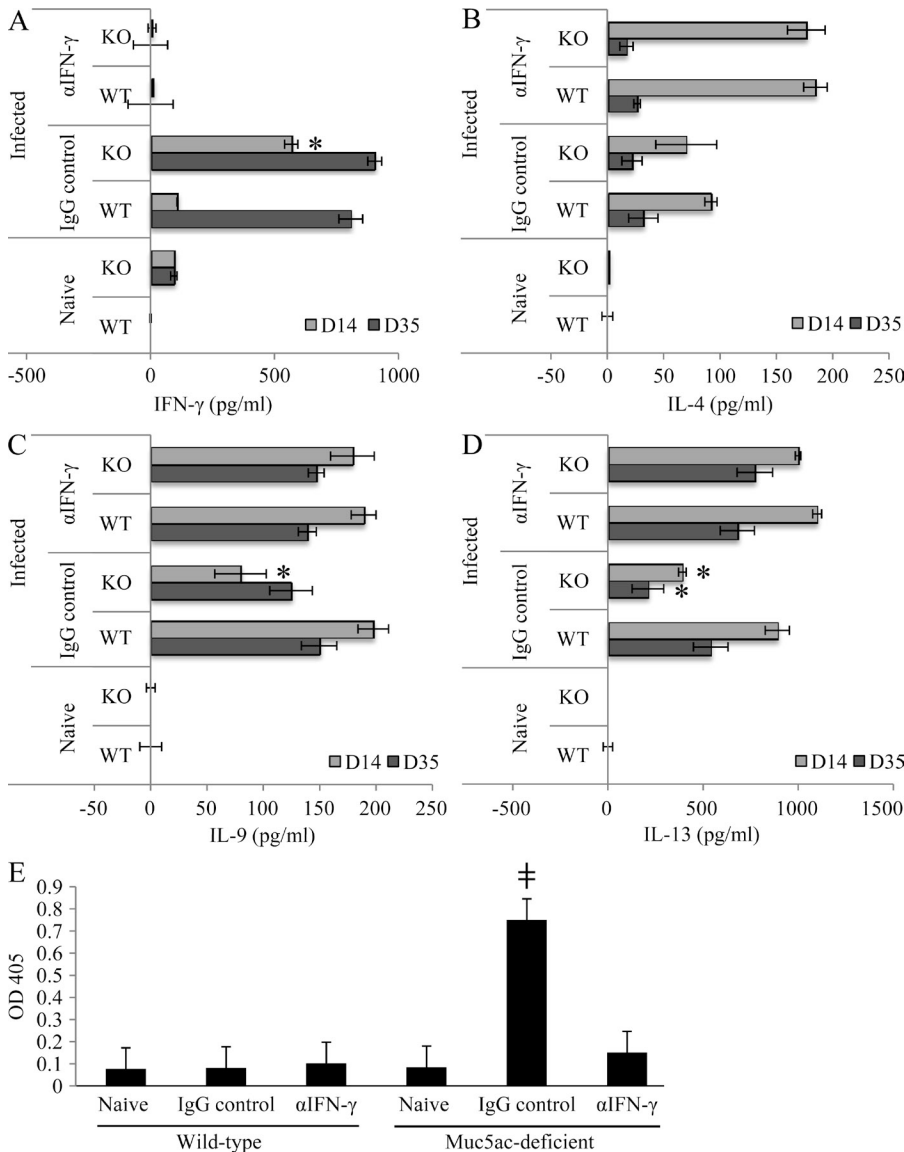 A
Infected
αIFN-γ
KO
WT
IgG control
KO
*
WT
Naive
KO
WT
D14 D35
-500 0 500 1000
IFN-γ (pg/ml)
B
Infected
αIFN-γ
KO
WT
IgG control
KO
WT
Naive
KO
WT
D14 D35
-50 0 50 100 150 200 250
IL-4 (pg/ml)
C
Infected
αIFN-γ
KO
WT
IgG control
KO
*
WT
Naive
KO
WT
D14 D35
-50 0 50 100 150 200 250
IL-9 (pg/ml)
D
Infected
αIFN-γ
KO
WT
IgG control
KO
*
*
WT
Naive
KO
WT
D14 D35
-500 0 500 1000 1500
IL-13 (pg/ml)
E
OD 405
0.9
0.8
0.7
0.6
0.5
0.4
0.3
0.2
0.1
0
ǂ
Naive IgG control αIFN-γ Naive IgG control αIFN-γ
Wild-type Muc5ac-deficient